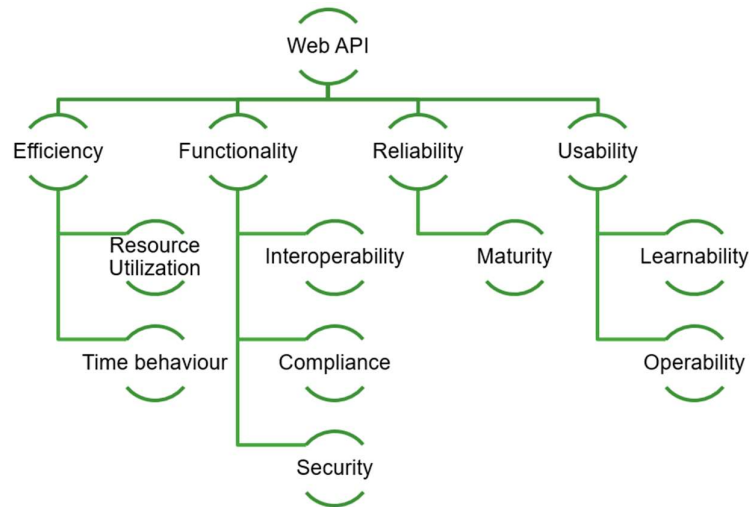 Web API
Efficiency
Functionality
Reliability
Usability
Resource
Utilization
Interoperability
Maturity
Learnability
Time behaviour
Compliance
Operability
Security